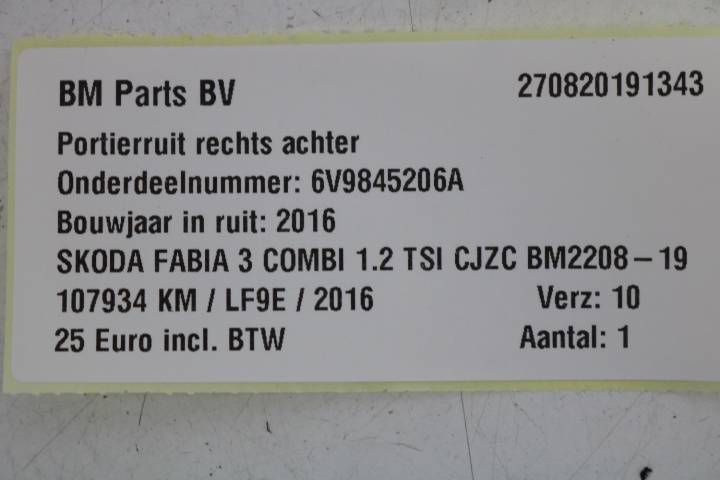 BM Parts BV 270820191343
Portierruit rechts achter
Onderdeelnummer: 6V9845206A
Bouwjaar in ruit: 2016
SKODA FABIA 3 COMBI 1.2 TSI CJZC BM2208-19
107934 KM / LF9E / 2016 Verz: 10
25 Euro incl. BTW Aantal: 1